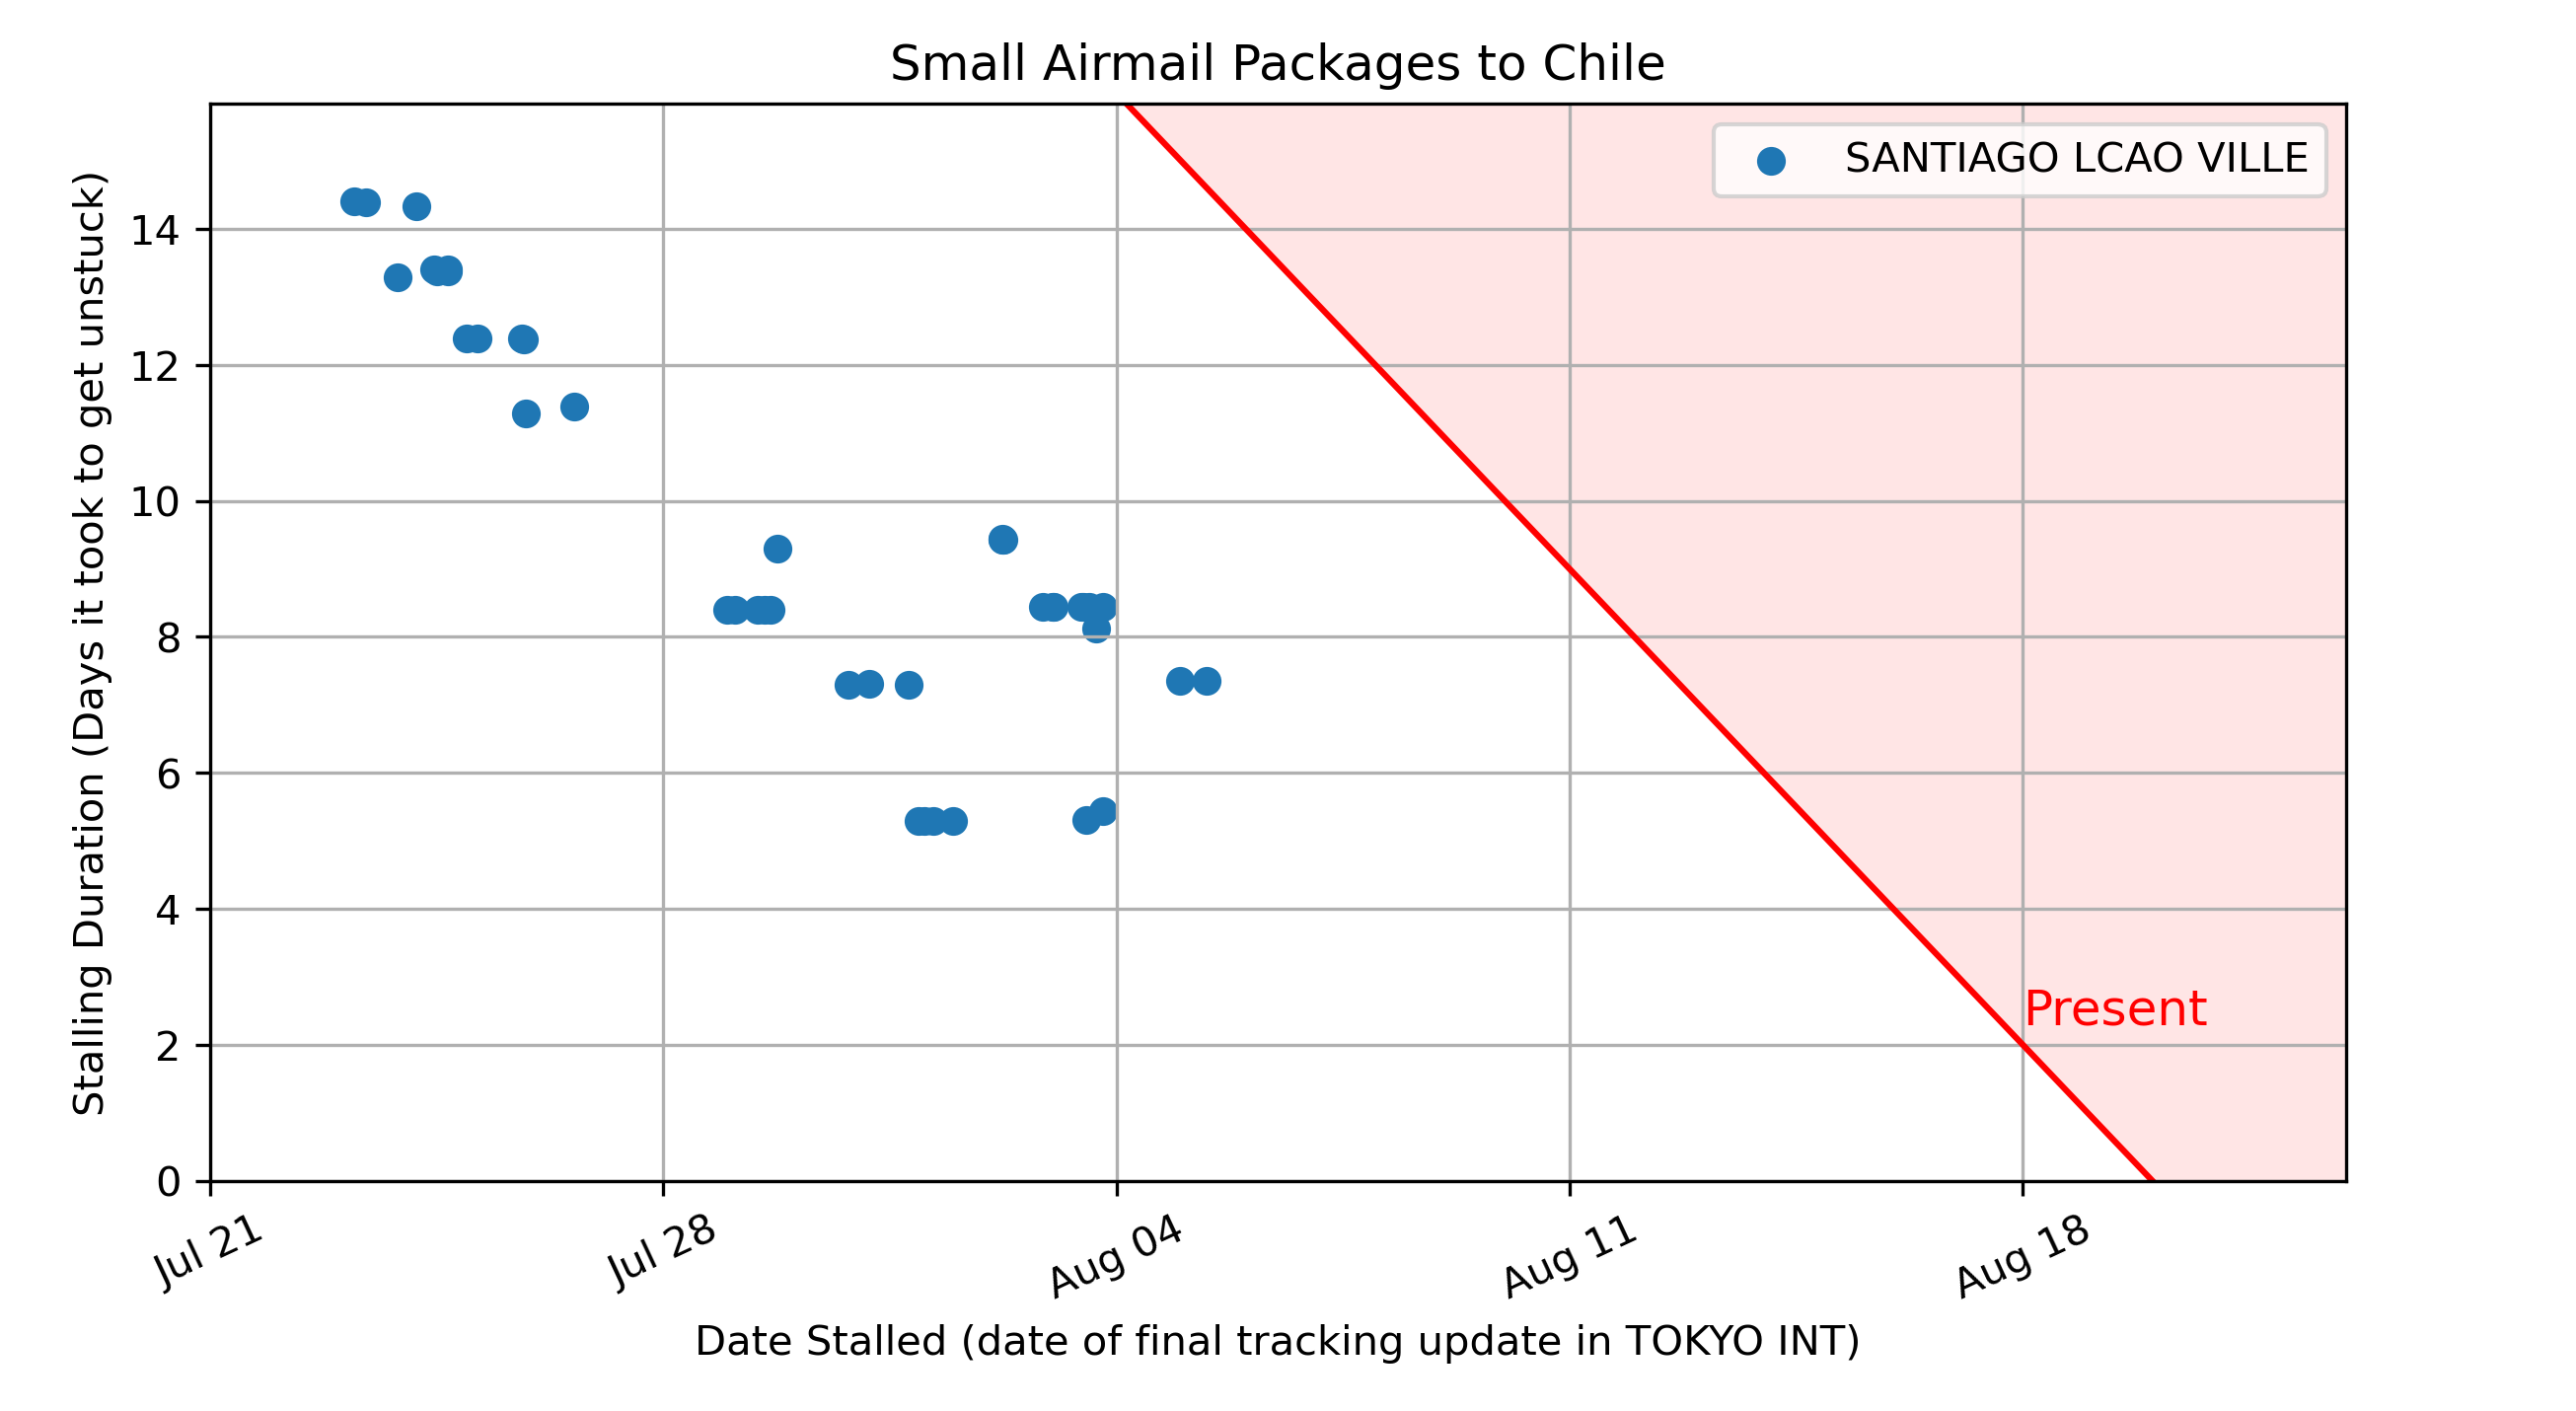 Small Airmail Packages to Chile
SANTIAGO LCAO VILLE
Stalling Duration (Days it took to get unstuck)
14
12
10
8
6
4
2
0
Present
Jul 21
Jul 28
Aug 04
Aug 11
Aug 18
Date Stalled (date of final tracking update in TOKYO INT)